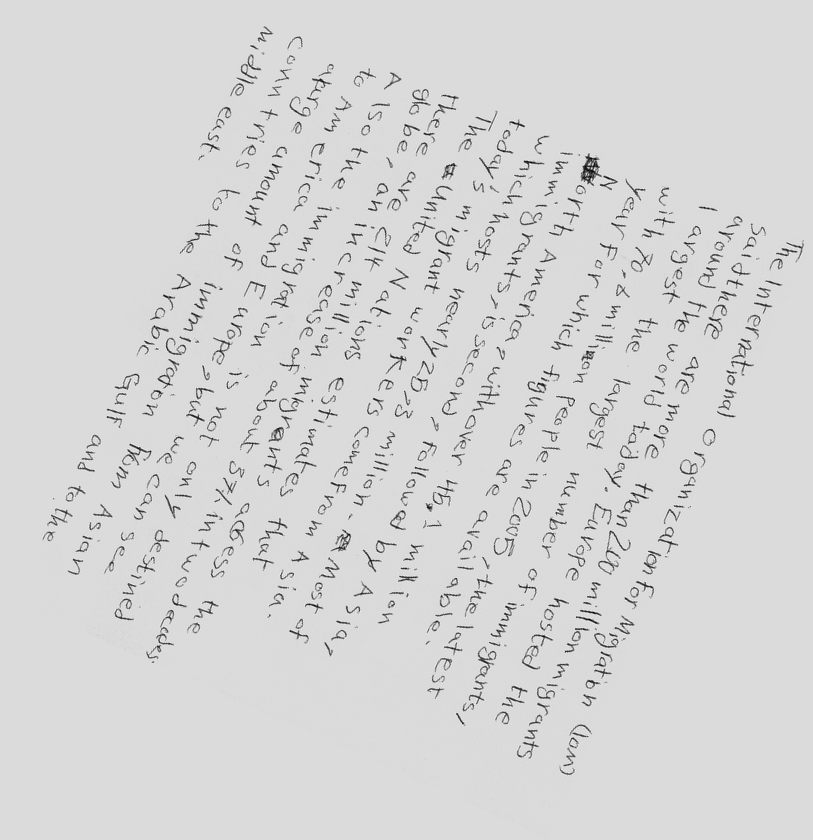 The International Organization For Migration (Iom)
said there are more than 200 million migrants
around the world today. Europe hosted the
largest the largest number of immigrants,
with 70.6 million people in 2005, the latest
year For which figures are available.
North America, with over 45.1 million
immigrants, is second, followed by Asia,
which hosts nearly 25.3 million.
today's migrant workers come From Asia.
The United Nations estimates that
there are 214 million migrants access the
globe, an increase of about 37% in two decades.
Also the immigration is not only destined
to America and Europe, but we can see
aperge amount of immigration from Asian
countries to the Arabic Gulf and to the
middle east.